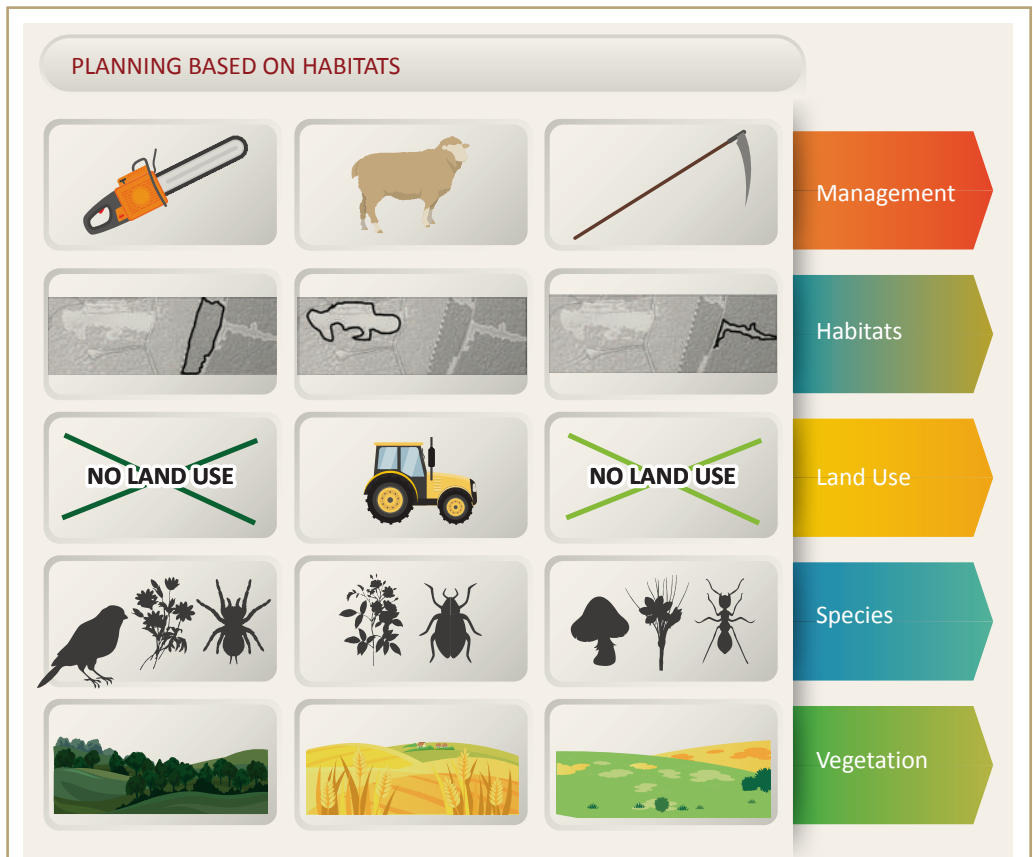 PLANNING BASED ON HABITATS
Management
Habitats
NO LAND USE
NO LAND USE
Land Use
Species
Vegetation